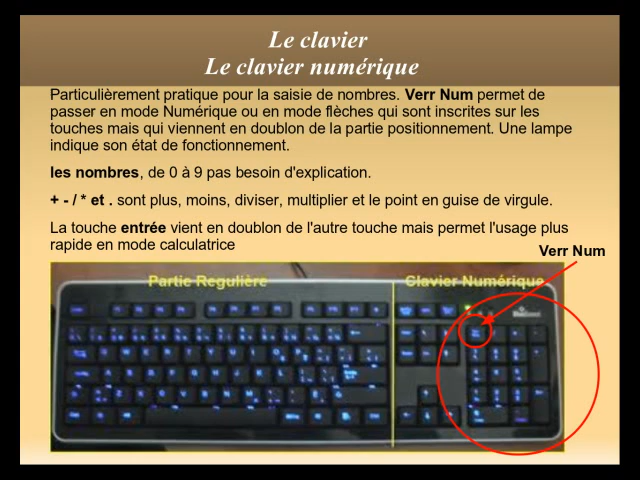 Le clavier
Le clavier numérique
Particulièrement pratique pour la saisie de nombres. Verr Num permet de
passer en mode Numérique ou en mode flèches qui sont inscrites sur les
touches mais qui viennent en doublon de la partie positionnement. Une lampe
indique son état de fonctionnement.
les nombres, de 0 à 9 pas besoin d'explication.
+ - / * et . sont plus, moins, diviser, multiplier et le point en guise de virgule.
La touche entrée vient en doublon de l'autre touche mais permet l'usage plus
rapide en mode calculatrice
Verr Num
Partie Regulière
Clavier Numérique